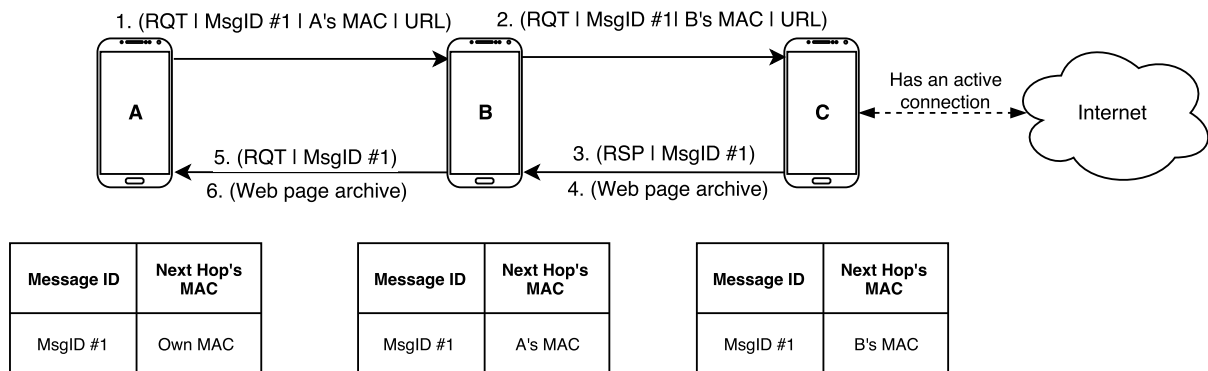 1. (RQT | MsgID #1 | A's MAC | URL)
2. (RQT | MsgID #1| B's MAC | URL)
A
B
C
Has an active
connection
Internet
5. (RQT | MsgID #1)
6. (Web page archive)
3. (RSP | MsgID #1)
4. (Web page archive)
Message ID
Next Hop's
MAC
MsgID #1
Own MAC
Message ID
Next Hop's
MAC
MsgID #1
A's MAC
Message ID
Next Hop's
MAC
MsgID #1
B's MAC